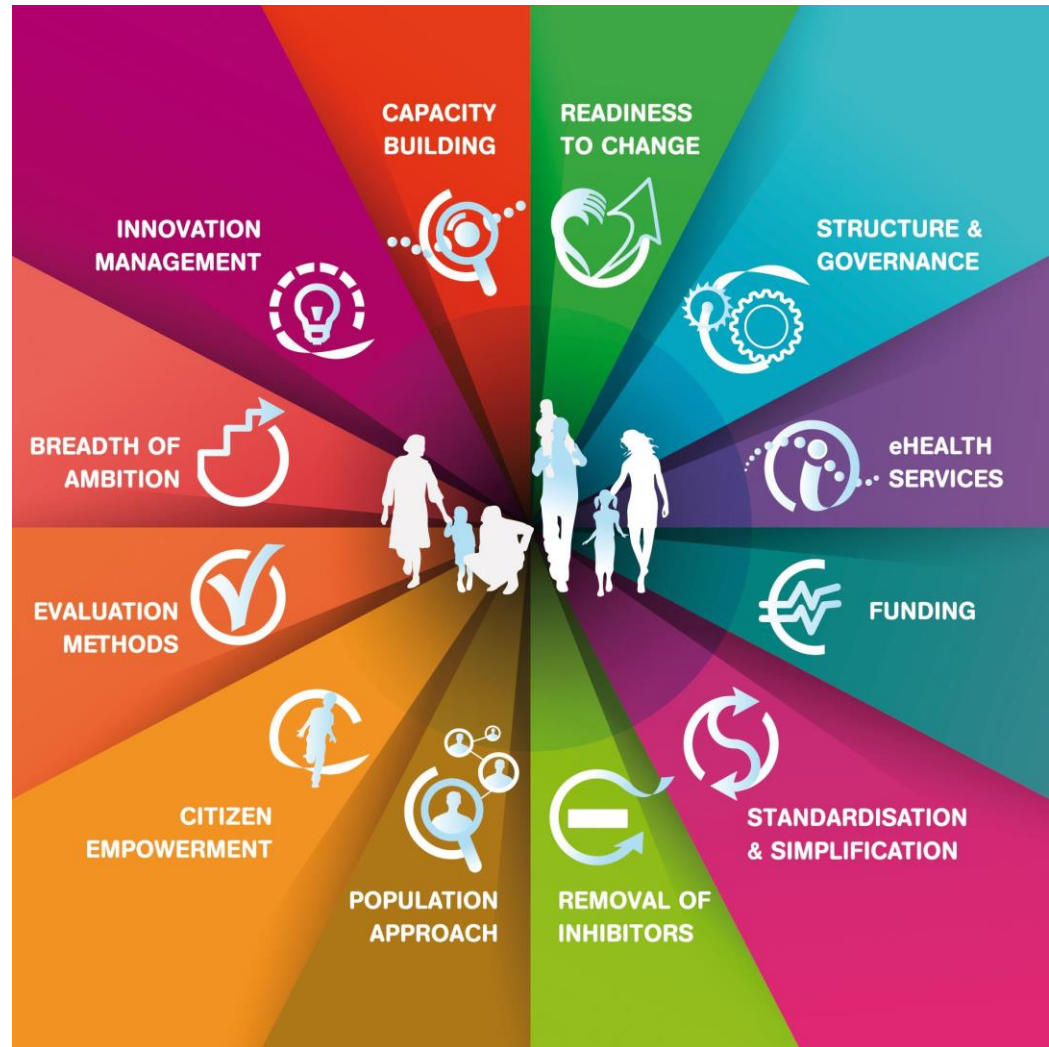 CAPACITY
BUILDING
READINESS
TO CHANGE
STRUCTURE &
GOVERNANCE
eHEALTH
SERVICES
FUNDING
STANDARDISATION
& SIMPLIFICATION
REMOVAL OF
INHIBITORS
POPULATION
APPROACH
CITIZEN
EMPOWERMENT
EVALUATION
METHODS
BREADTH OF
AMBITION
INNOVATION
MANAGEMENT